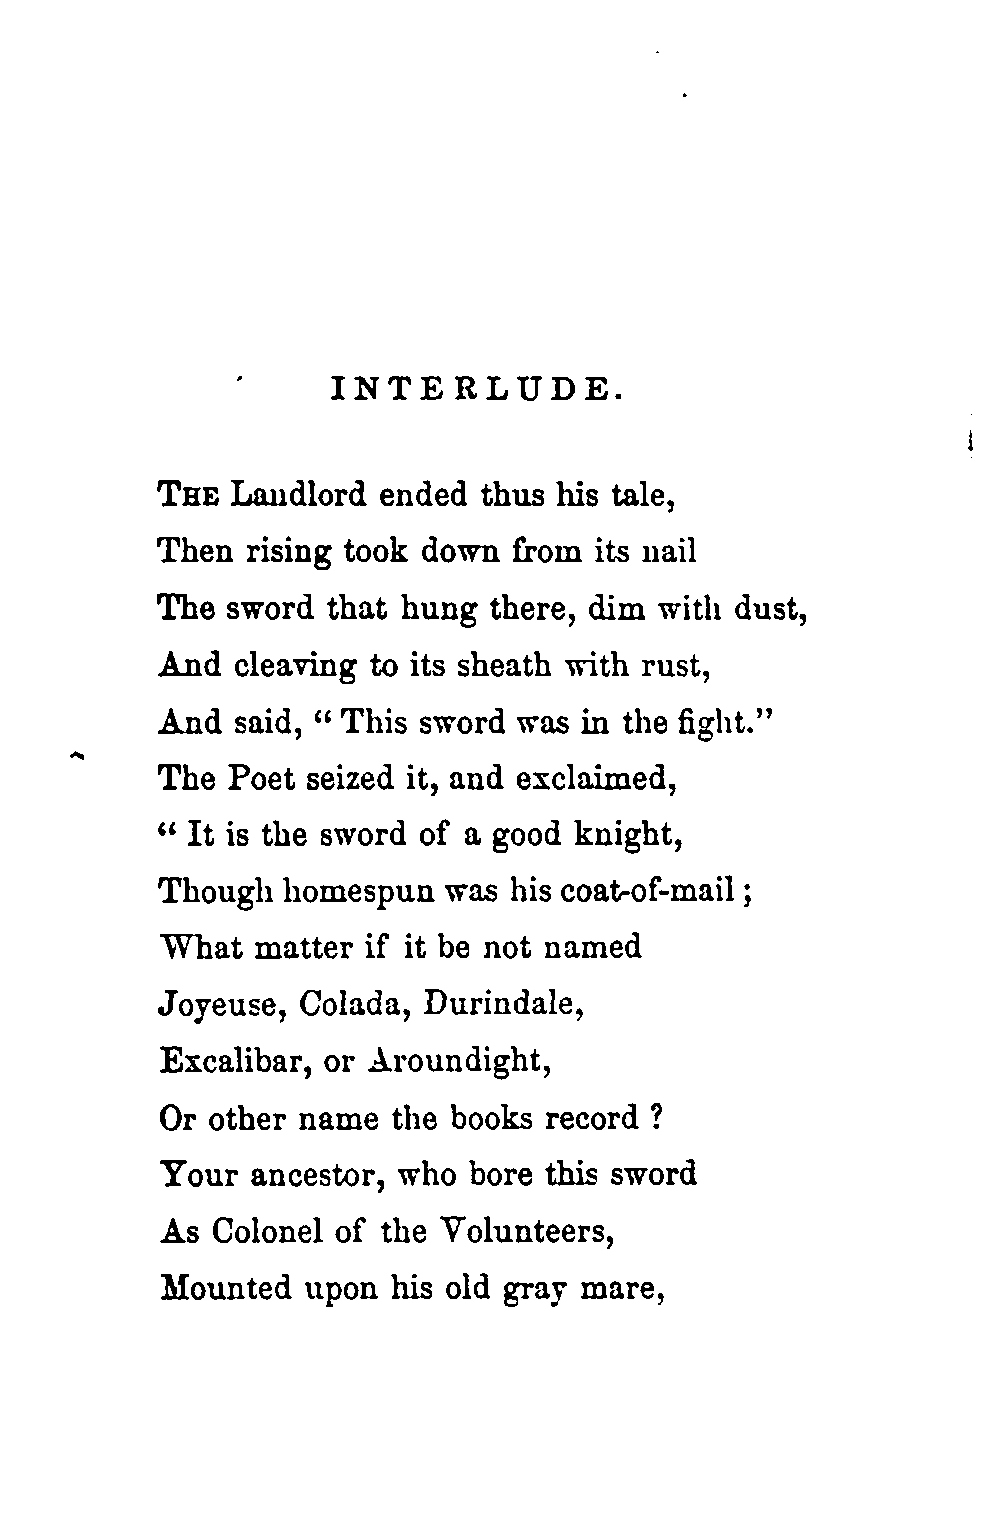 INTERLUDE.
THE Landlord ended thus his tale,
Then rising took down from its nail
The sword that hung there, dim with dust,
And cleaving to its sheath with rust,
And said, “ This sword was in the fight.”
The Poet seized it, and exclaimed,
“ It is the sword of a good knight,
Though homespun was his coat-of-mail ;
What matter if it be not named
Joyeuse, Colada, Durindale,
Excalibar, or Aroundight,
Or other name the books record ?
Your ancestor, who bore this sword
As Colonel of the Volunteers,
Mounted upon his old gray mare,